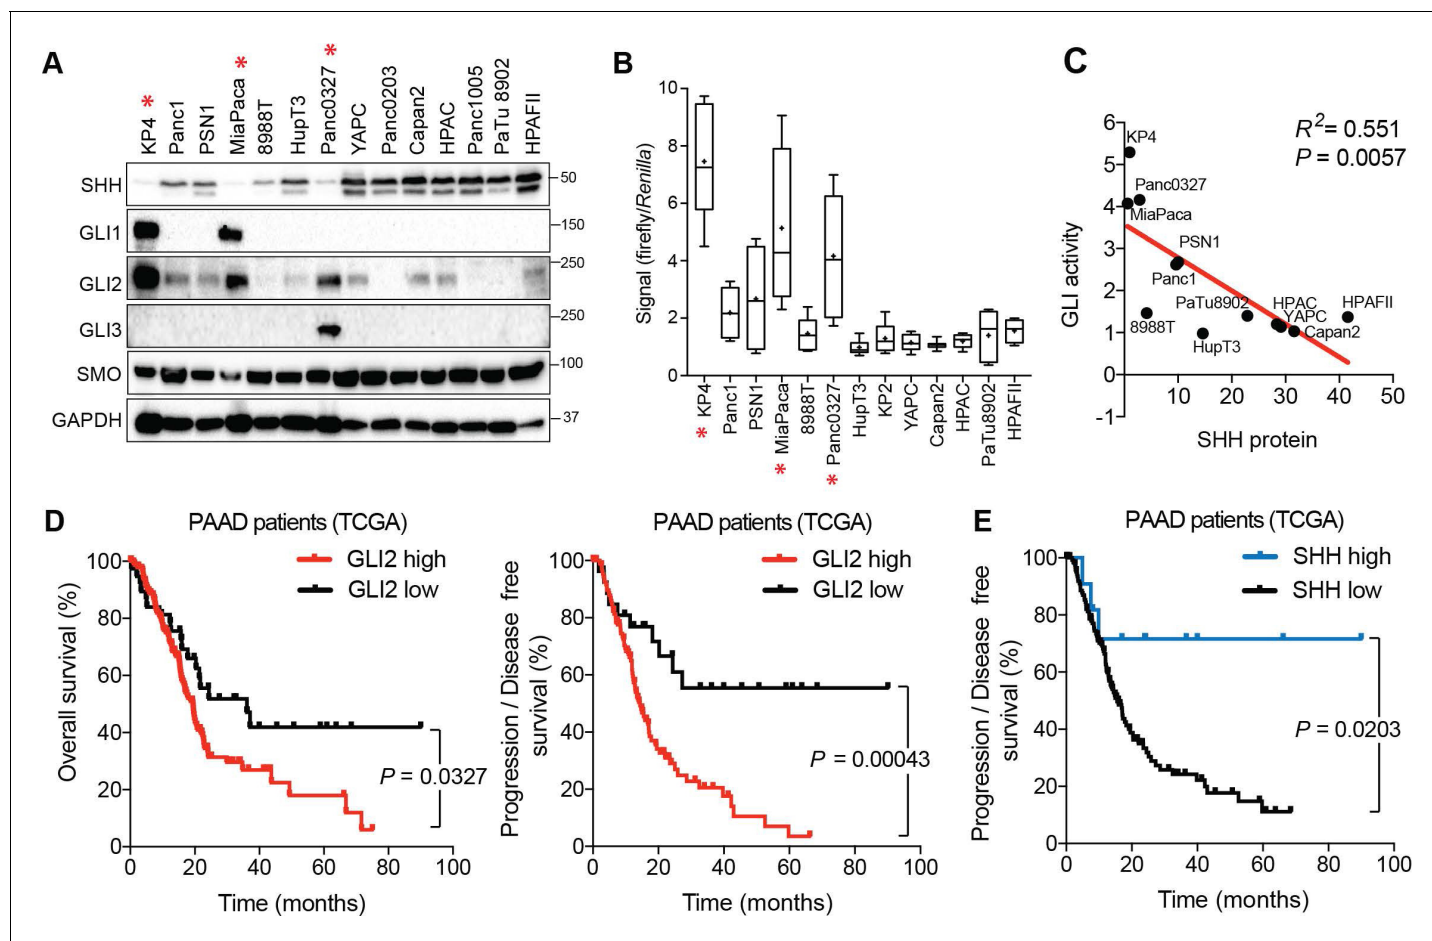 A
KP4 *
Panc1
PSN1
MiaPaca *
8988T
HupT3
Panc0327 *
YAPC
Panc0203
Capan2
HPAC
Panc1005
PaTu 8902
HPAFII
SHH
50
GLI1
150
GLI2
250
GLI3
250
SMO
100
GAPDH
37
B
Signal (firefly/Renilla)
10
8
6
4
2
0
* KP4
Panc1
PSN1
* MiaPaca
8988T
* Panc0327
HupT3
KP2
YAPC
Capan2
HPAC
PaTu8902
HPAFII
C
R2= 0.551
P = 0.0057
GLI activity
6
5
4
3
2
1
0
-1
KP4
Panc0327
MiaPaca
PSN1
Panc1
PaTu8902
HPAC
HPAFII
YAPC
8988T
Capan2
HupT3
10 20 30 40 50
SHH protein
D
PAAD patients (TCGA)
GLI2 high
GLI2 low
Overall survival (%)
100
80
60
40
20
0
P = 0.0327
0 20 40 60 80 100
Time (months)
PAAD patients (TCGA)
GLI2 high
GLI2 low
Progression / Disease free
survival (%)
100
80
60
40
20
0
P = 0.00043
0 20 40 60 80 100
Time (months)
E
PAAD patients (TCGA)
SHH high
SHH low
Progression / Disease free
survival (%)
100
80
60
40
20
0
P = 0.0203
0 20 40 60 80 100
Time (months)